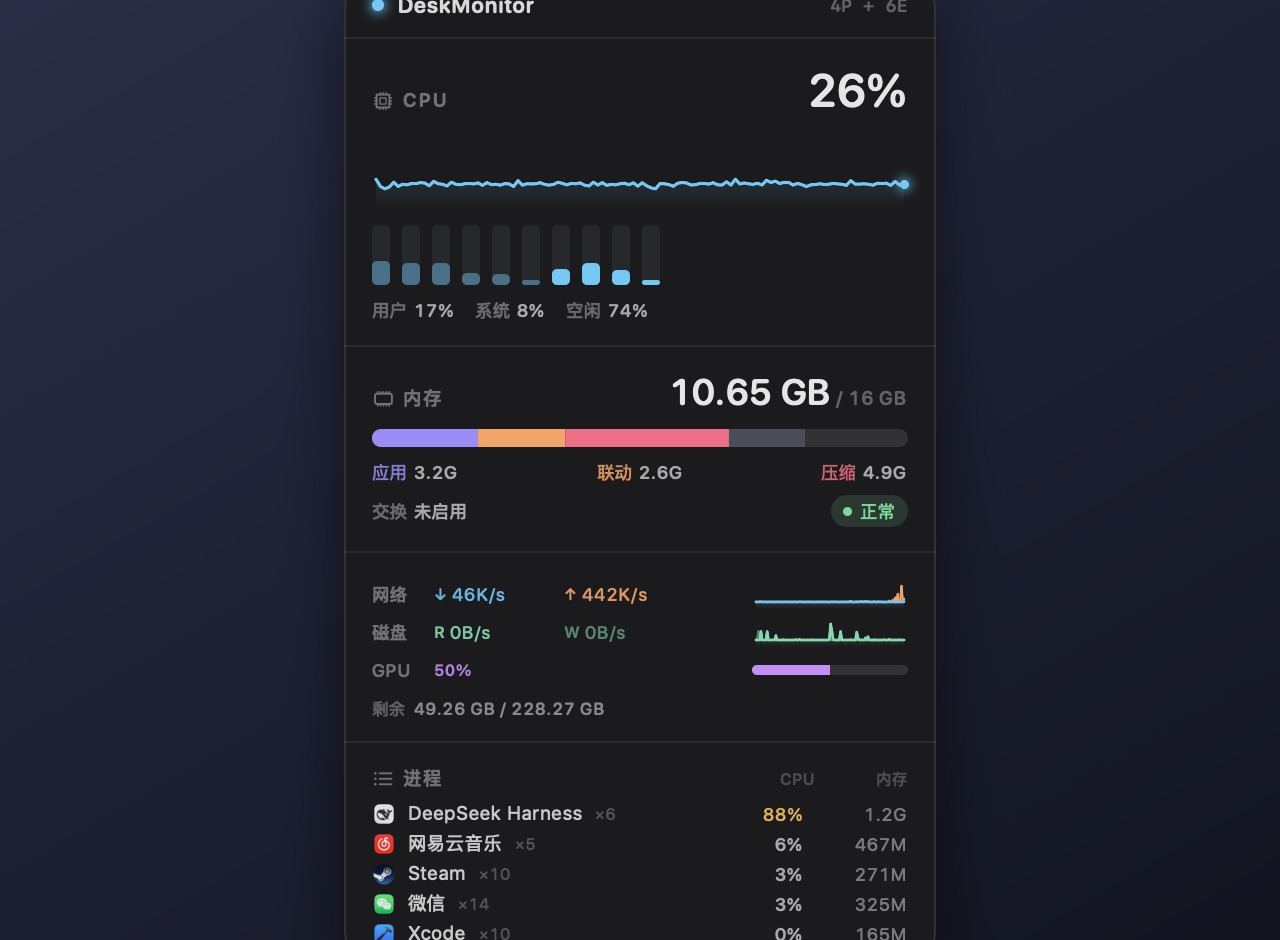 DeskMonitor 4P + 6E
CPU 26%
用户 17% 系统 8% 空闲 74%
内存 10.65 GB / 16 GB
应用 3.2G 联动 2.6G 压缩 4.9G
交换 未启用 正常
网络 ↓ 46K/s ↑ 442K/s
磁盘 R 0B/s W 0B/s
GPU 50%
剩余 49.26 GB / 228.27 GB
进程 CPU 内存
DeepSeek Harness ×6 88% 1.2G
网易云音乐 ×5 6% 467M
Steam ×10 3% 271M
微信 ×14 3% 325M
Xcode ×10 0% 165M